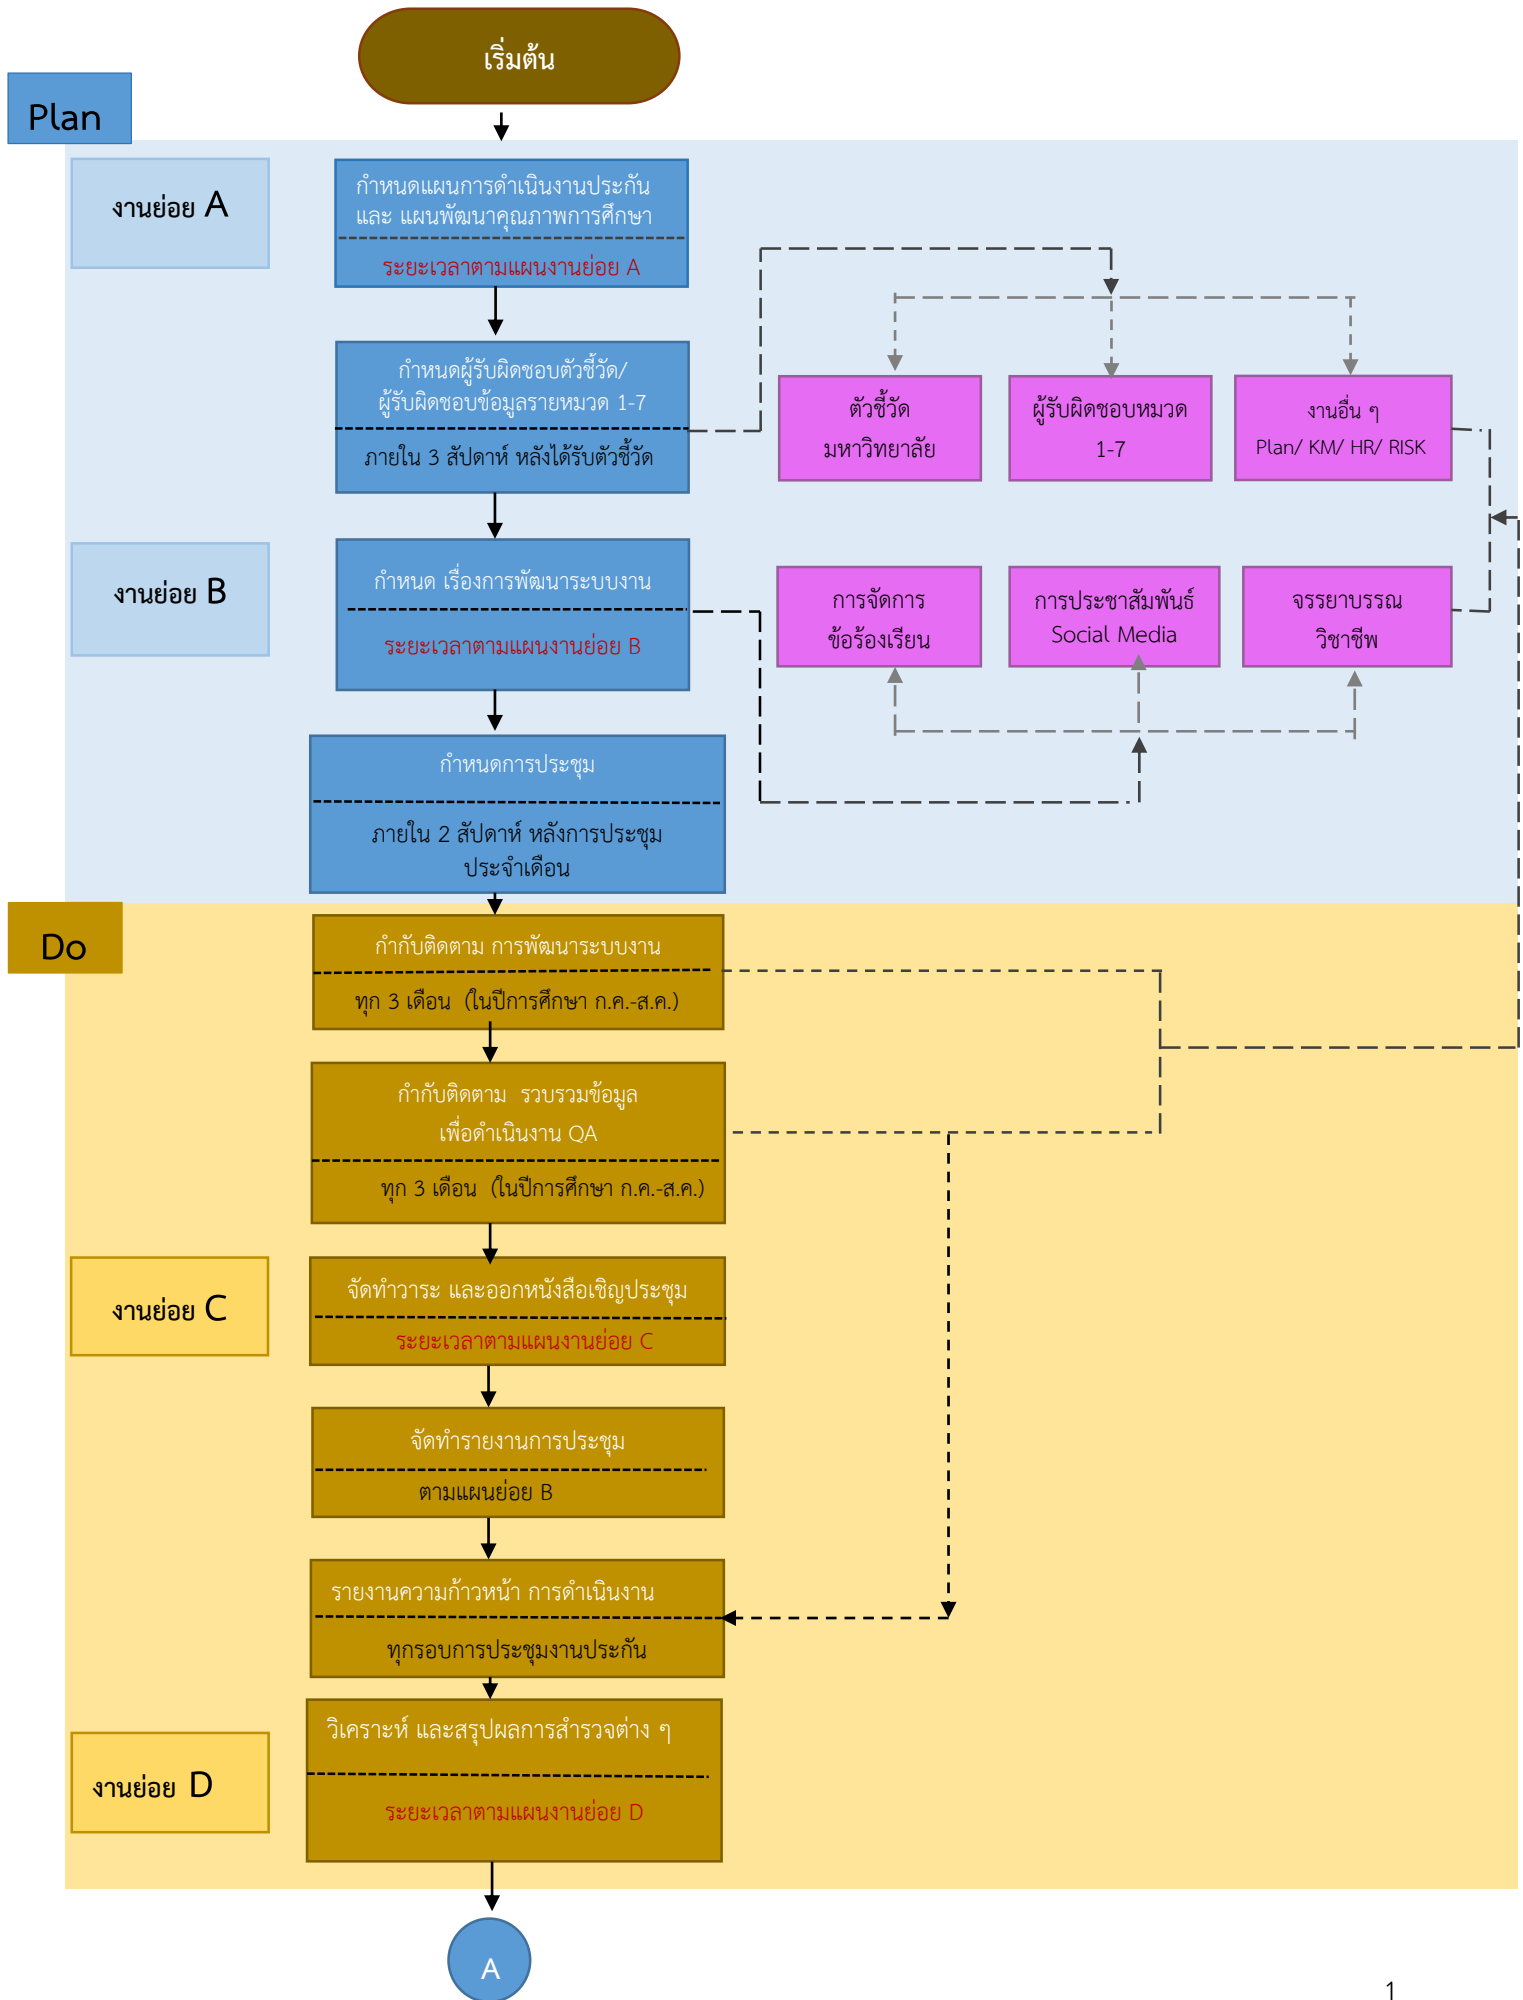 เริ่มต้น
Plan
งานย่อย A
กำหนดแผนการดำเนินงานประกัน
และ แผนพัฒนาคุณภาพการศึกษา
ระยะเวลาตามแผนงานย่อย A
กำหนดผู้รับผิดชอบตัวชี้วัด/
ผู้รับผิดชอบข้อมูลรายหมวด 1-7
ภายใน 3 สัปดาห์ หลังได้รับตัวชี้วัด
ตัวชี้วัด
มหาวิทยาลัย
ผู้รับผิดชอบหมวด
1-7
งานอื่น ๆ
Plan/ KM/ HR/ RISK
งานย่อย B
กำหนด เรื่องการพัฒนาระบบงาน
ระยะเวลาตามแผนงานย่อย B
การจัดการ
ข้อร้องเรียน
การประชาสัมพันธ์
Social Media
จรรยาบรรณ
วิชาชีพ
กำหนดการประชุม
ภายใน 2 สัปดาห์ หลังการประชุม
ประจำเดือน
Do
กำกับติดตาม การพัฒนาระบบงาน
ทุก 3 เดือน (ในปีการศึกษา ก.ค.-ส.ค.)
กำกับติดตาม รวบรวมข้อมูล
เพื่อดำเนินงาน QA
ทุก 3 เดือน (ในปีการศึกษา ก.ค.-ส.ค.)
งานย่อย C
จัดทำวาระ และออกหนังสือเชิญประชุม
ระยะเวลาตามแผนงานย่อย C
จัดทำรายงานการประชุม
ตามแผนย่อย B
รายงานความก้าวหน้า การดำเนินงาน
ทุกรอบการประชุมงานประกัน
งานย่อย D
วิเคราะห์ และสรุปผลการสำรวจต่าง ๆ
ระยะเวลาตามแผนงานย่อย D
A
1